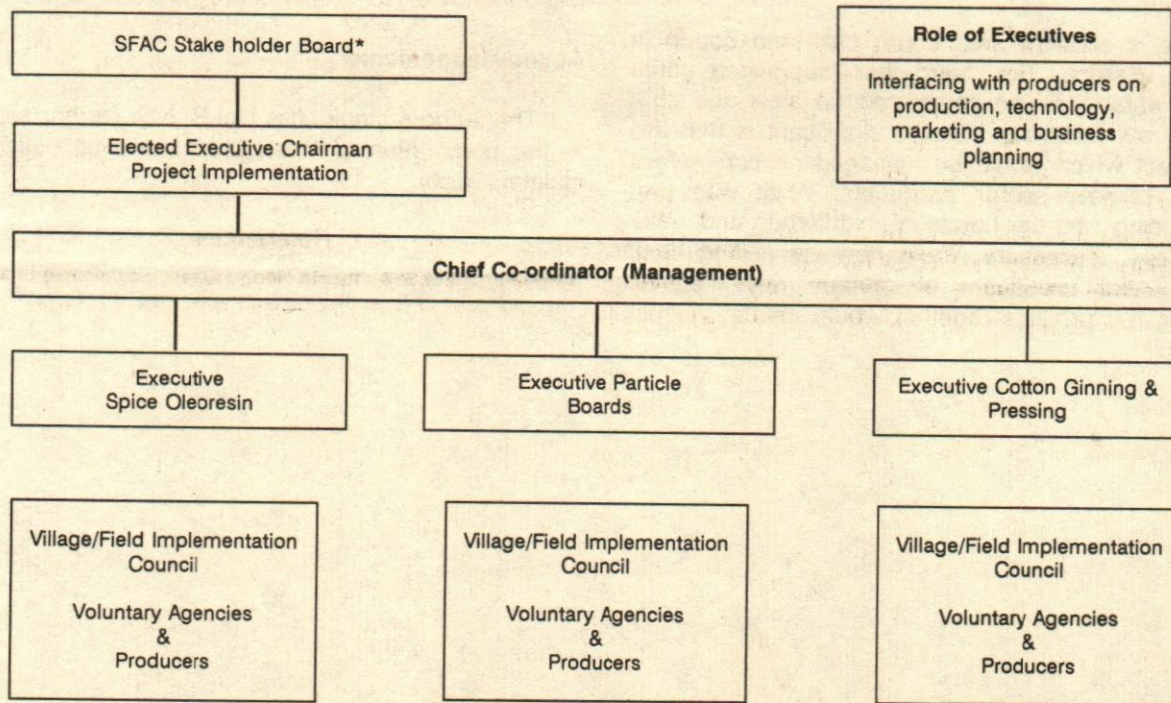 SFAC Stake holder Board*
Role of Executives
Interfacing with producers on
production, technology,
marketing and business
planning
Elected Executive Chairman
Project Implementation
Chief Co-ordinator (Management)
Executive
Spice Oleoresin
Executive Particle
Boards
Executive Cotton Ginning &
Pressing
Village/Field Implementation
Council
Voluntary Agencies
&
Producers
Village/Field Implementation
Council
Voluntary Agencies
&
Producers
Village/Field Implementation
Council
Voluntary Agencies
&
Producers